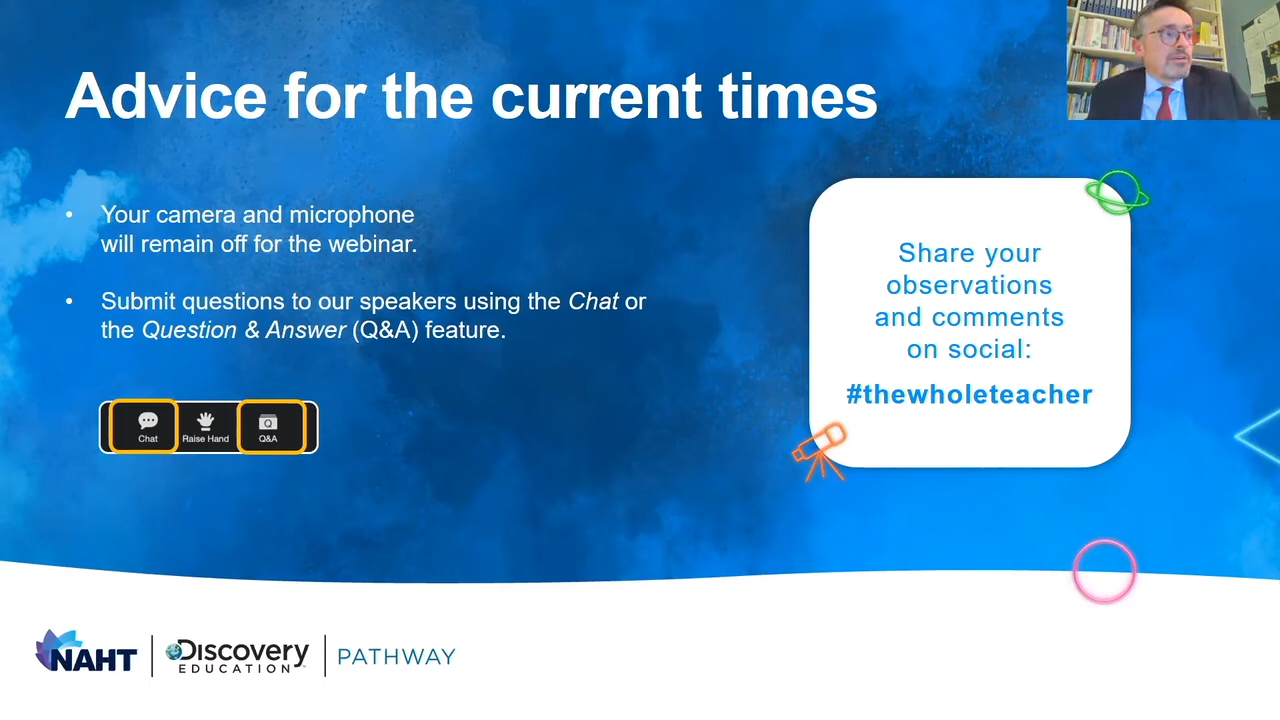 Advice for the current times
Your camera and microphone
will remain off for the webinar.
Submit questions to our speakers using the Chat or
the Question & Answer (Q&A) feature.
Chat
Raise Hand
Q&A
Share your
observations
and comments
on social:
#thewholeteacher
NAHT
Discovery
EDUCATION
PATHWAY